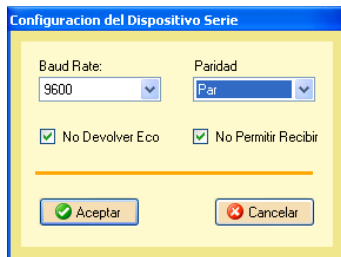 Configuracion del Dispositivo Serie
Baud Rate: Paridad
9600 Par
No Devolver Eco No Permitir Recibir
Aceptar Cancelar